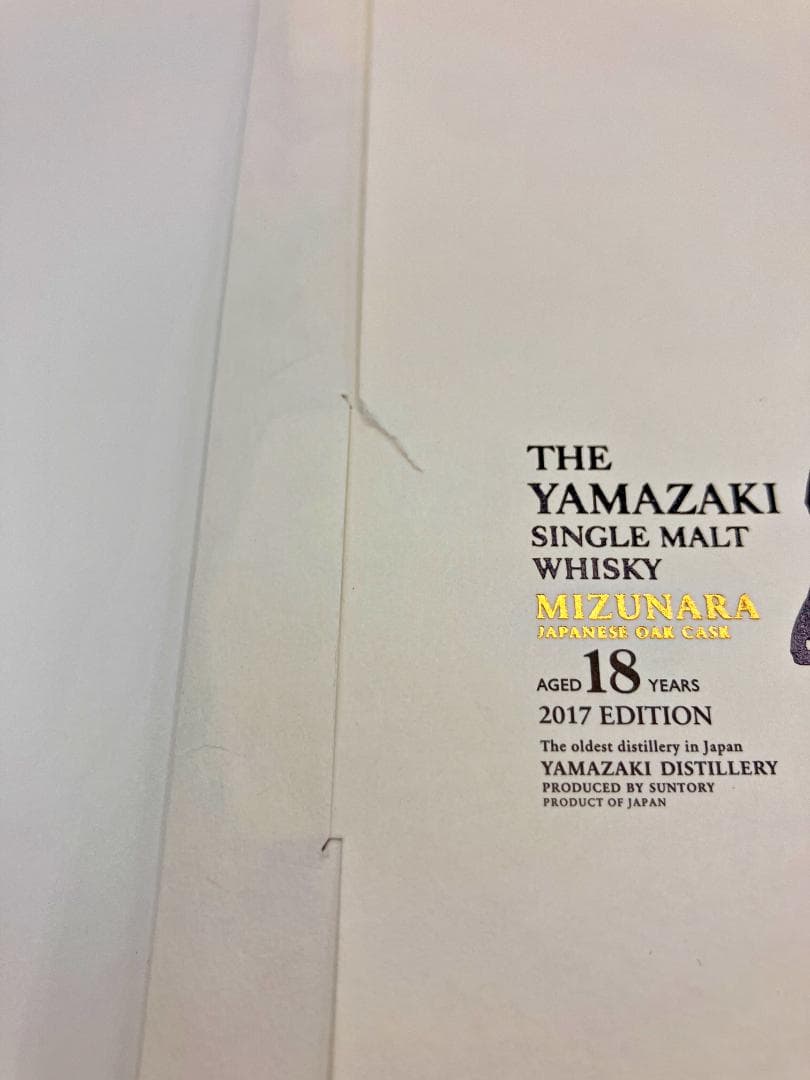 THE
YAMAZAKI
SINGLE MALT
WHISKY
MIZUNARA
JAPANESE OAK CASK
AGED 18 YEARS
2017 EDITION
The oldest distillery in Japan
YAMAZAKI DISTILLERY
PRODUCED BY SUNTORY
PRODUCT OF JAPAN